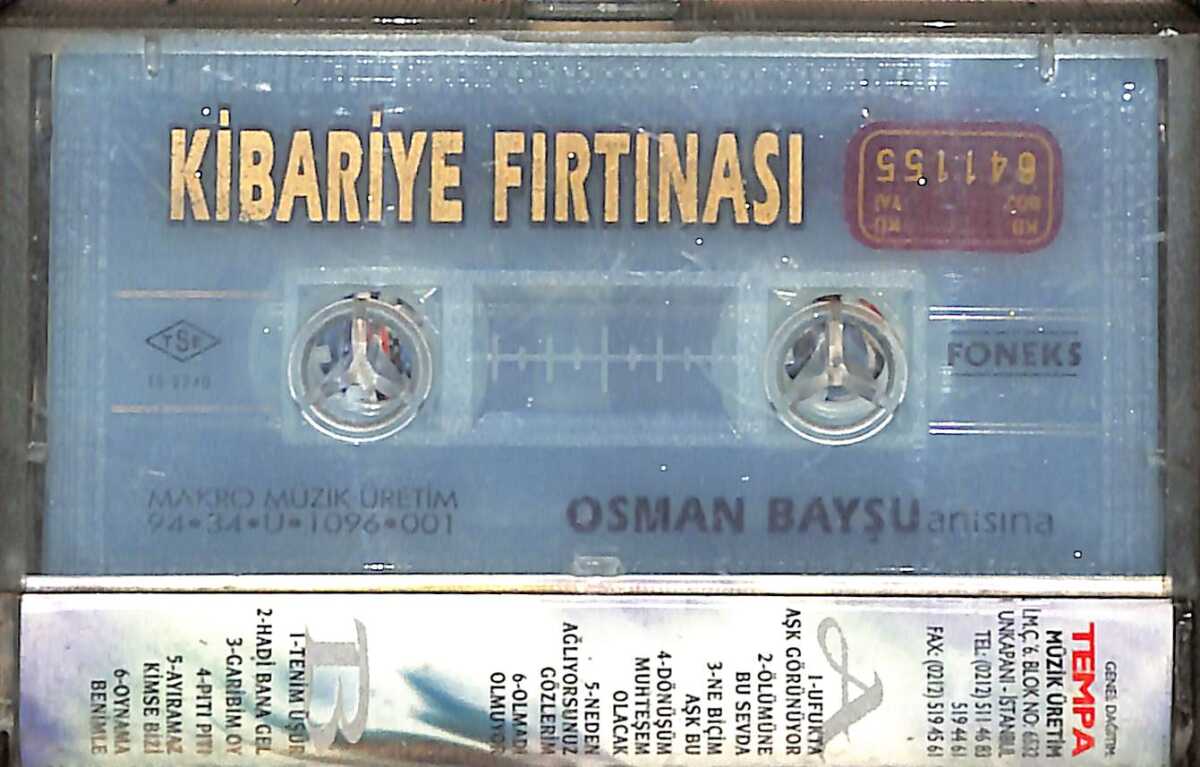 KİBARİYE FIRTINASI
641155
TSE
FONEKS
MAKRO MÜZİK ÜRETİM
94•34•Ü•1096•001
OSMAN BAYŞU anısına
GENEL DAĞITIM:
TEMPA
MÜZİK ÜRETİM
İ.M.Ç. 6. BLOK NO: 6512
UNKAPANI - İSTANBUL
TEL: (0212) 511 46 83
519 44 61
FAX: (0212) 519 45 61
A
1-UFUKTA
AŞK GÖRÜNÜYOR
2-ÖLÜMÜNE
BU SEVDA
3-NE BİÇİM
AŞK BU
4-DÖNÜŞÜM
MUHTEŞEM
OLACAK
5-NEDEN
AĞLIYORSUNUZ
GÖZLERİM
6-OLMADI
OLMUYOR
B
1-TENİM ÜŞÜR
2-HADİ BANA GEL
3-GARİBİM OY
4-PITI PITI
5-AYIRAMAZ
KİMSE BİZİ
6-OYNAMA
BENİMLE